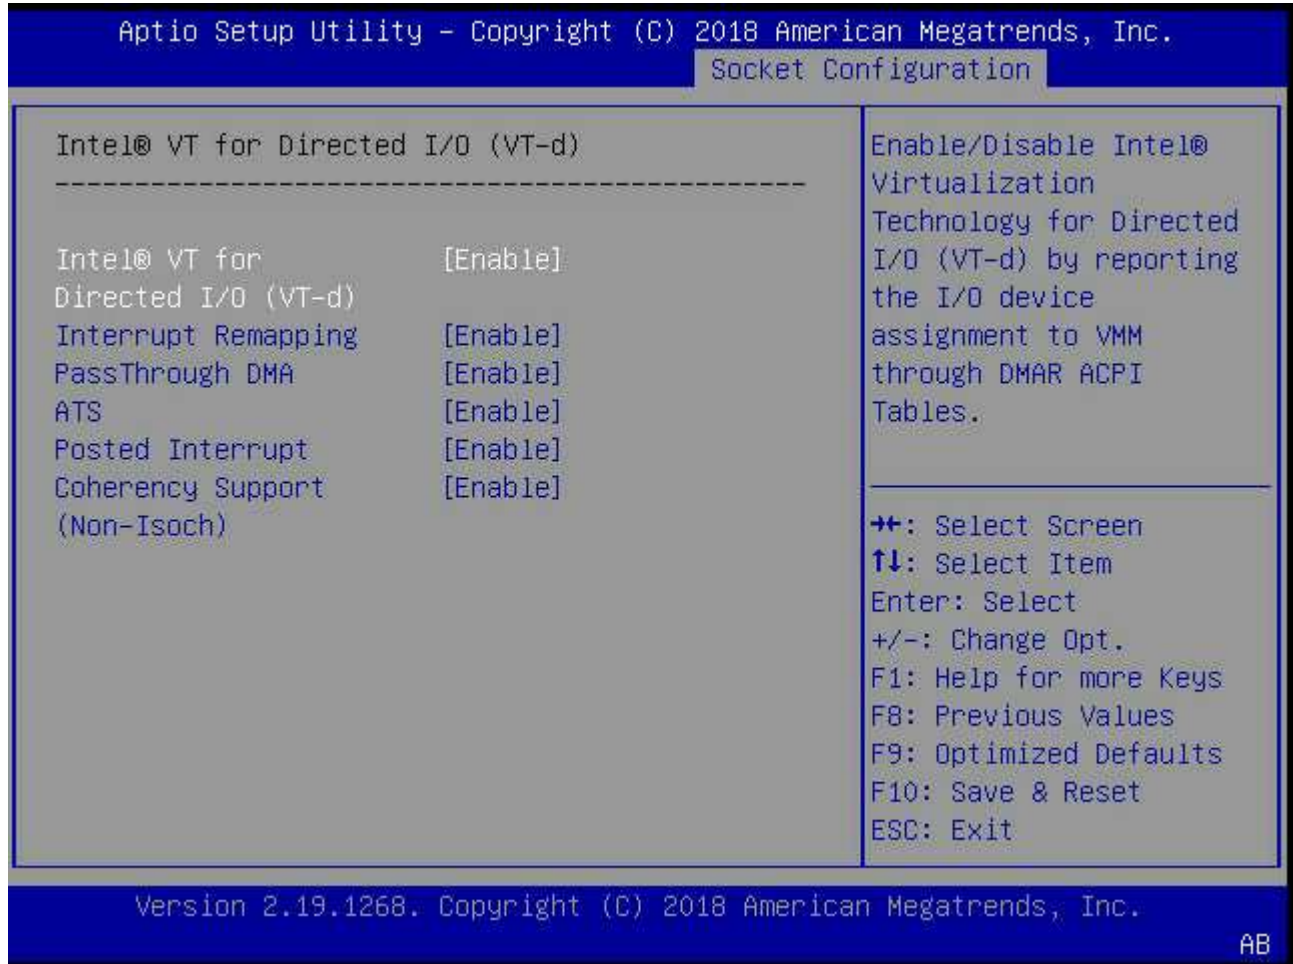 Aptio Setup Utility – Copyright (C) 2018 American Megatrends, Inc.
Socket Configuration
Intel® VT for Directed I/O (VT-d)
-----------------------------------------------
Intel® VT for [Enable]
Directed I/O (VT-d)
Interrupt Remapping [Enable]
PassThrough DMA [Enable]
ATS [Enable]
Posted Interrupt [Enable]
Coherency Support [Enable]
(Non-Isoch)
Enable/Disable Intel®
Virtualization
Technology for Directed
I/O (VT-d) by reporting
the I/O device
assignment to VMM
through DMAR ACPI
Tables.
→←: Select Screen
↑↓: Select Item
Enter: Select
+/-: Change Opt.
F1: Help for more Keys
F8: Previous Values
F9: Optimized Defaults
F10: Save & Reset
ESC: Exit
Version 2.19.1268. Copyright (C) 2018 American Megatrends, Inc.
AB